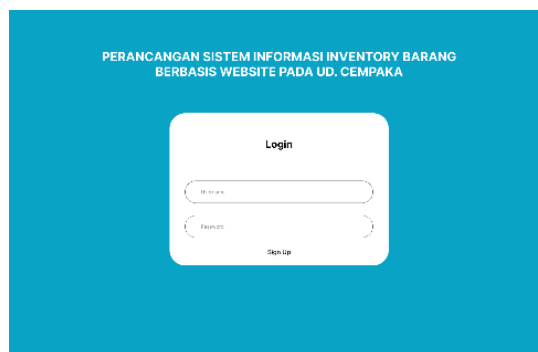 PERANCANGAN SISTEM INFORMASI INVENTORY BARANG
BERBASIS WEBSITE PADA UD. CEMPAKA
Login
Username
Password
Sign Up